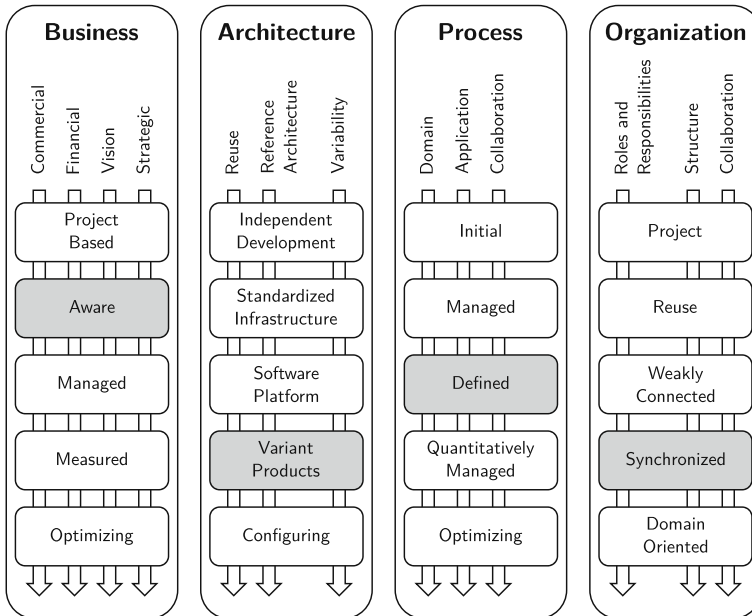 Business
Commercial
Financial
Vision
Strategic
Project
Based
Aware
Managed
Measured
Optimizing
Architecture
Reuse
Reference
Architecture
Variability
Independent
Development
Standardized
Infrastructure
Software
Platform
Variant
Products
Configuring
Process
Domain
Application
Collaboration
Initial
Managed
Defined
Quantitatively
Managed
Optimizing
Organization
Roles and
Responsibilities
Structure
Collaboration
Project
Reuse
Weakly
Connected
Synchronized
Domain
Oriented